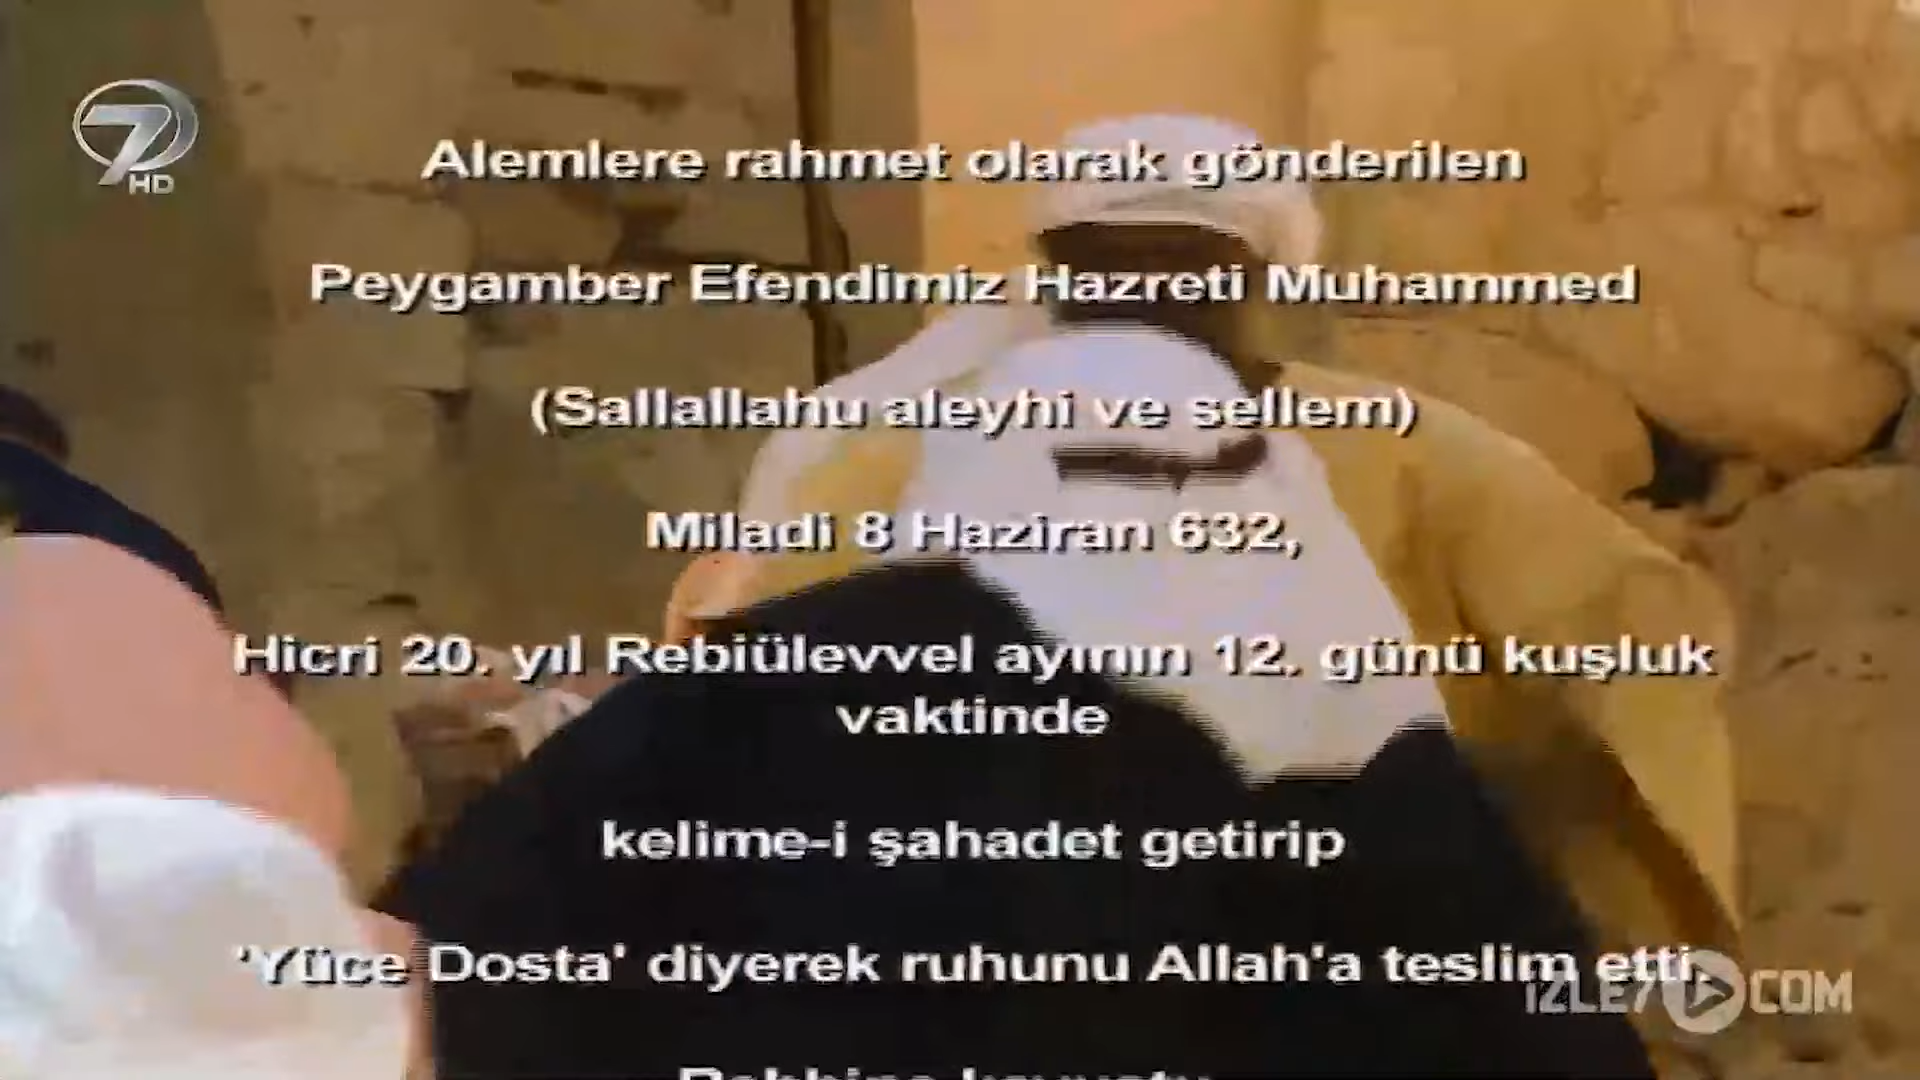 7
HD
Alemlere rahmet olarak gönderilen
Peygamber Efendimiz Hazreti Muhammed
(Sallallahu aleyhi ve sellem)
Miladi 8 Haziran 632,
Hicri 20. yıl Rebiülevvel ayının 12. günü kuşluk
vaktinde
kelime-i şahadet getirip
'Yüce Dosta' diyerek ruhunu Allah'a teslim etti.
iZLE7 COM